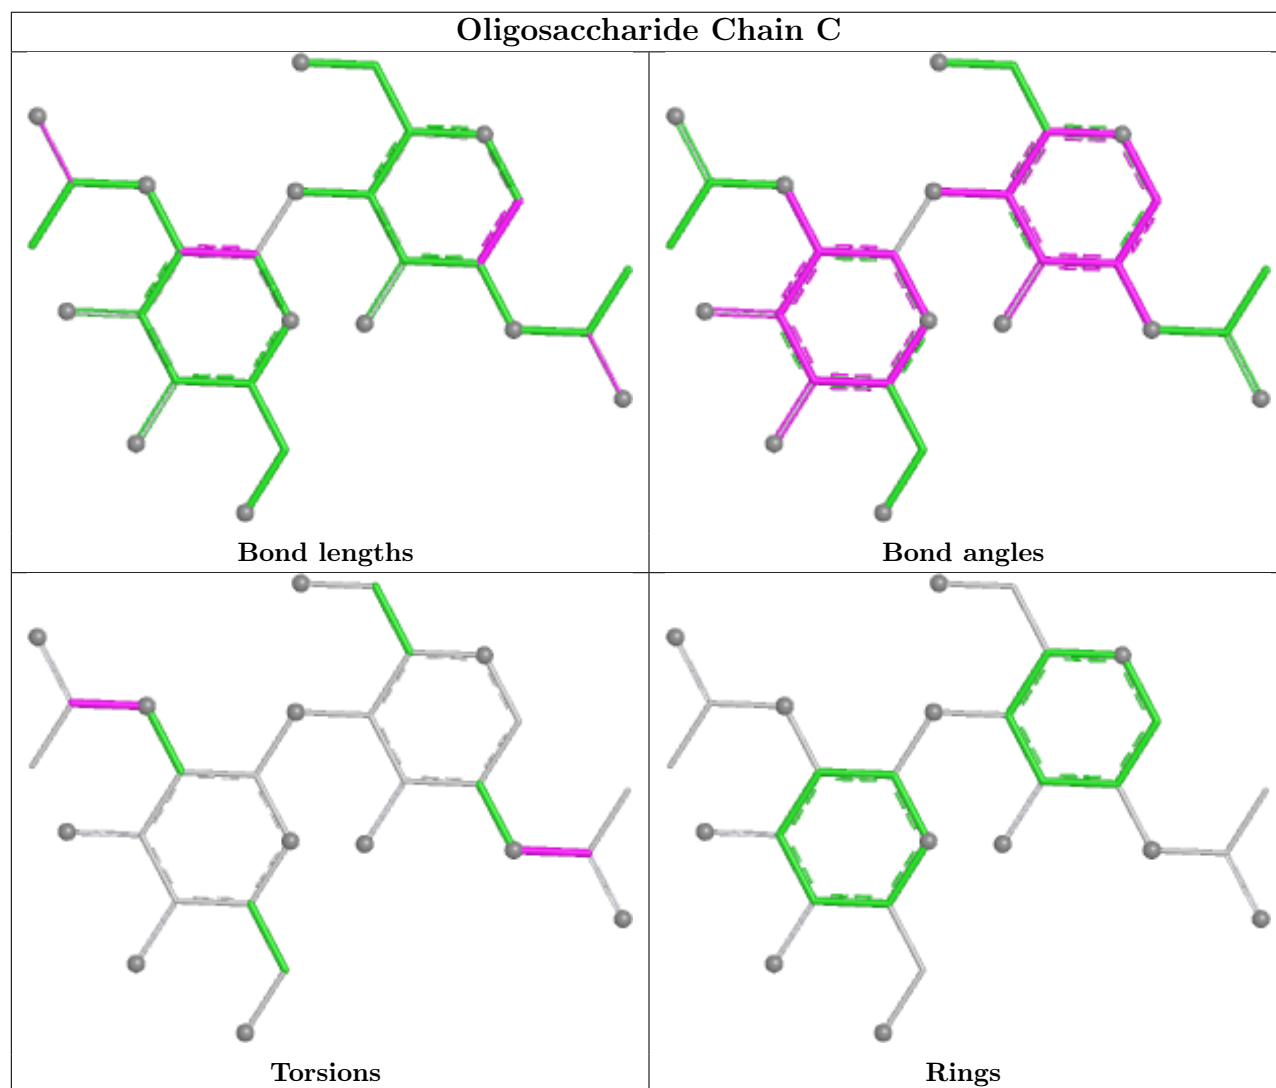 Oligosaccharide Chain C
Bond lengths
Bond angles
Torsions
Rings